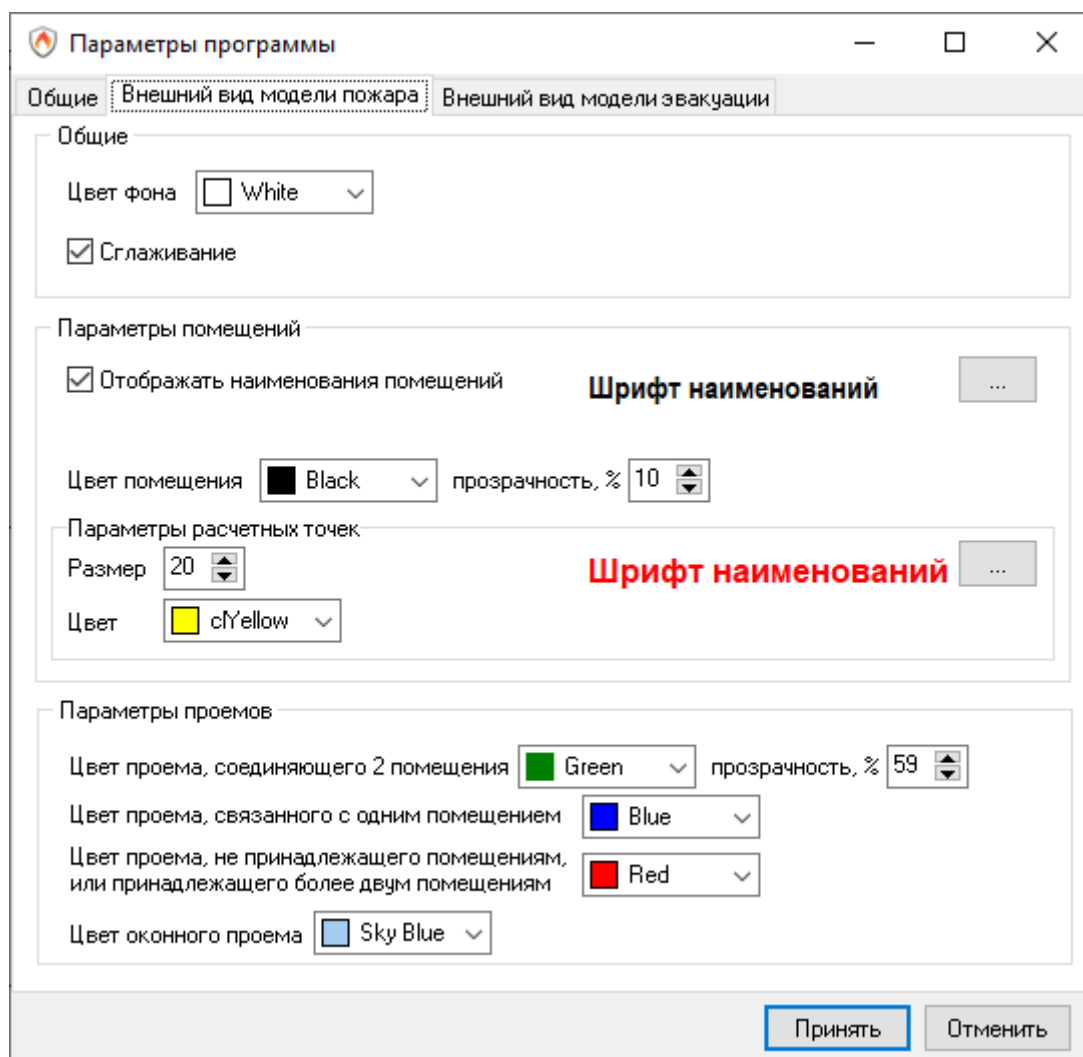 Параметры программы
Общие Внешний вид модели пожара Внешний вид модели эвакуации
Общие
Цвет фона White
Сглаживание
Параметры помещений
Отображать наименования помещений Шрифт наименований ...
Цвет помещения Black прозрачность, % 10
Параметры расчетных точек
Размер 20 Шрифт наименований ...
Цвет clYellow
Параметры проемов
Цвет проема, соединяющего 2 помещения Green прозрачность, % 59
Цвет проема, связанного с одним помещением Blue
Цвет проема, не принадлежащего помещениям,
или принадлежащего более двум помещениям Red
Цвет оконного проема Sky Blue
Принять Отменить